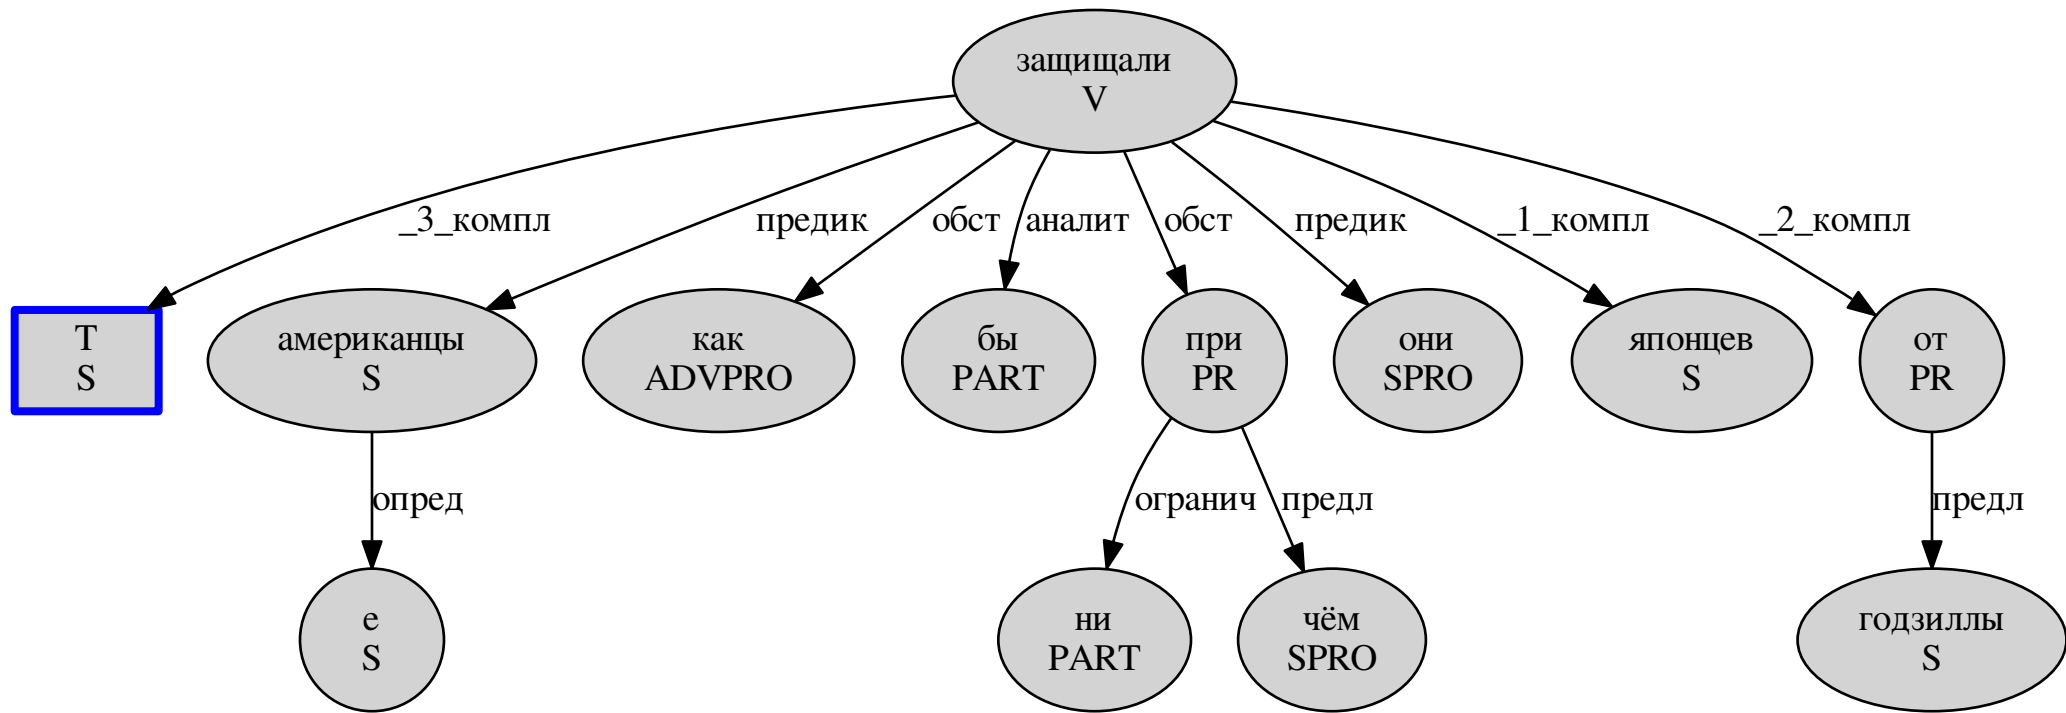 защищали
V
_3_компл
предик
обст
аналит
обст
предик
_1_компл
_2_компл
Т
S
американцы
S
как
ADVPRO
бы
PART
при
PR
они
SPRO
японцев
S
от
PR
опред
огранич
предл
предл
е
S
ни
PART
чём
SPRO
годзиллы
S